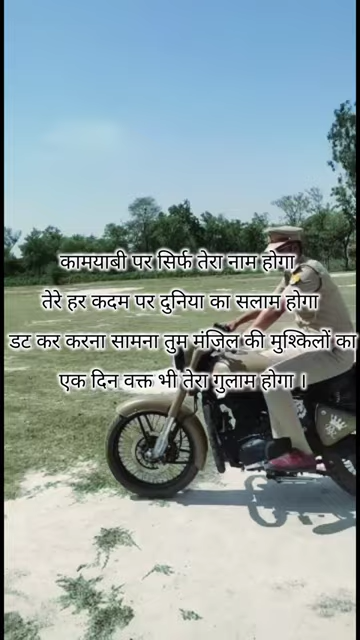 कामयाबी पर सिर्फ तेरा नाम होगा
तेरे हर कदम पर दुनिया का सलाम होगा
डट कर करना सामना तुम मंजिल की मुश्किलों का
एक दिन वक्त भी तेरा गुलाम होगा ।